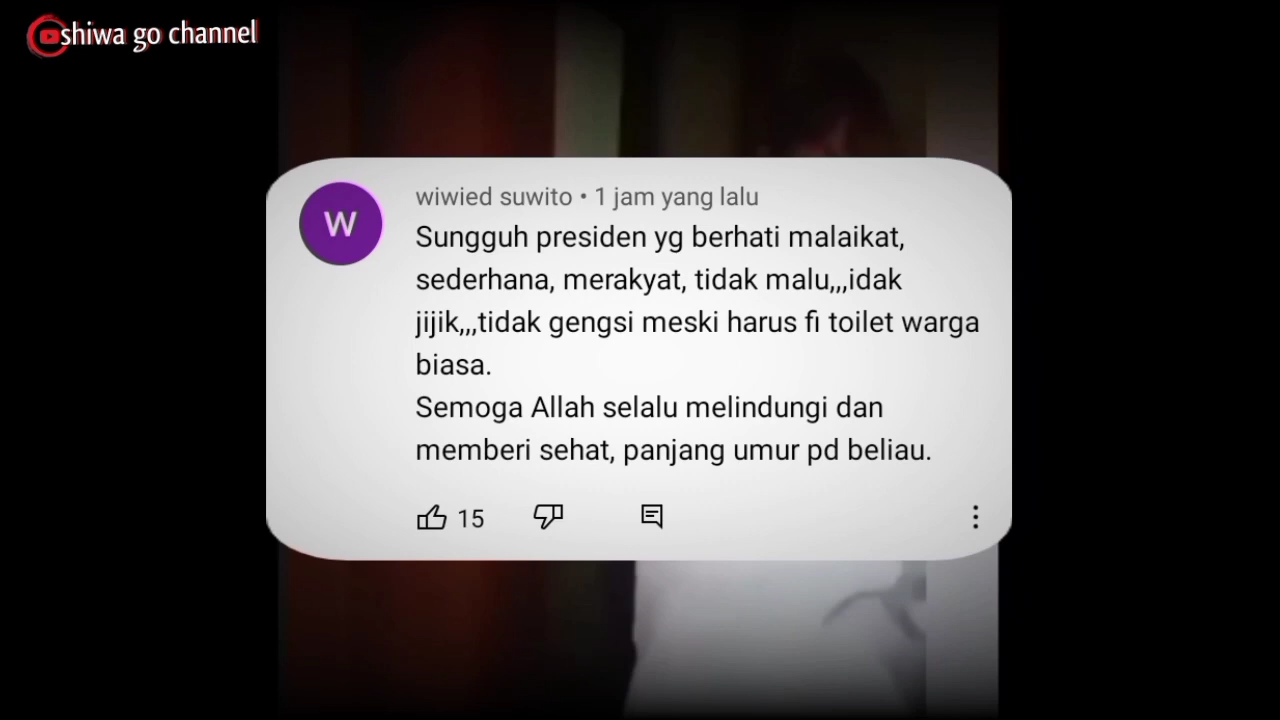 shiwa go channel
W
wiwied suwito • 1 jam yang lalu
Sungguh presiden yg berhati malaikat,
sederhana, merakyat, tidak malu,,,idak
jijik,,,tidak gengsi meski harus fi toilet warga
biasa.
Semoga Allah selalu melindungi dan
memberi sehat, panjang umur pd beliau.
15